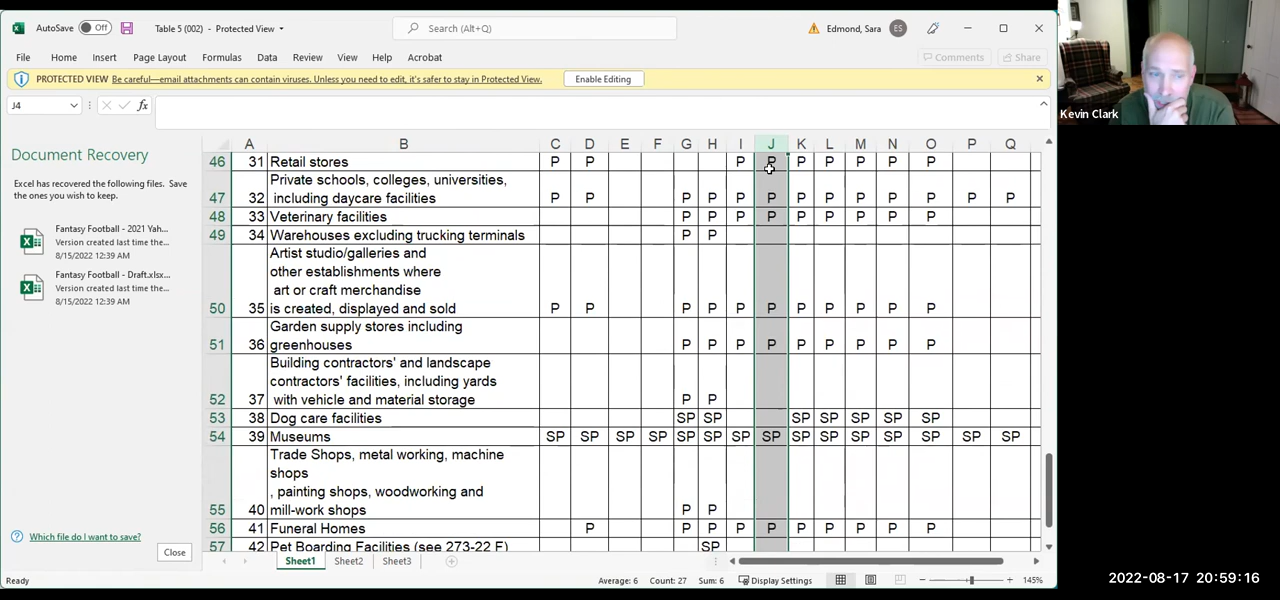 AutoSave Off Table 5 (002) - Protected View Search (Alt+Q) Edmond, Sara ES
File Home Insert Page Layout Formulas Data Review View Help Acrobat Comments Share
PROTECTED VIEW Be careful—email attachments can contain viruses. Unless you need to edit, it's safer to stay in Protected View. Enable Editing
J4 fx
Kevin Clark
Document Recovery
Excel has recovered the following files. Save
the ones you wish to keep.
Fantasy Football - 2021 Yah...
Version created last time the...
8/15/2022 12:39 AM
Fantasy Football - Draft.xlsx...
Version created last time the...
8/15/2022 12:39 AM
Which file do I want to save?
Close
A B C D E F G H I J K L M N O P Q
46 31 Retail stores P P P P P P P P P
Private schools, colleges, universities,
47 32 including daycare facilities P P P P P P P P P P P P P
48 33 Veterinary facilities P P P P P P P P P
49 34 Warehouses excluding trucking terminals P P
Artist studio/galleries and
other establishments where
art or craft merchandise
50 35 is created, displayed and sold P P P P P P P P P P P
Garden supply stores including
51 36 greenhouses P P P P P P P P P
Building contractors' and landscape
contractors' facilities, including yards
52 37 with vehicle and material storage P P
53 38 Dog care facilities SP SP SP SP SP SP SP
54 39 Museums SP SP SP SP SP SP SP SP SP SP SP SP SP SP SP
Trade Shops, metal working, machine
shops
, painting shops, woodworking and
55 40 mill-work shops P P
56 41 Funeral Homes P P P P P P P P P P
57 42 Pet Boarding Facilities (see 273-22 F) SP
Sheet1 Sheet2 Sheet3
Ready Average: 6 Count: 27 Sum: 6 Display Settings 145%
2022-08-17 20:59:16